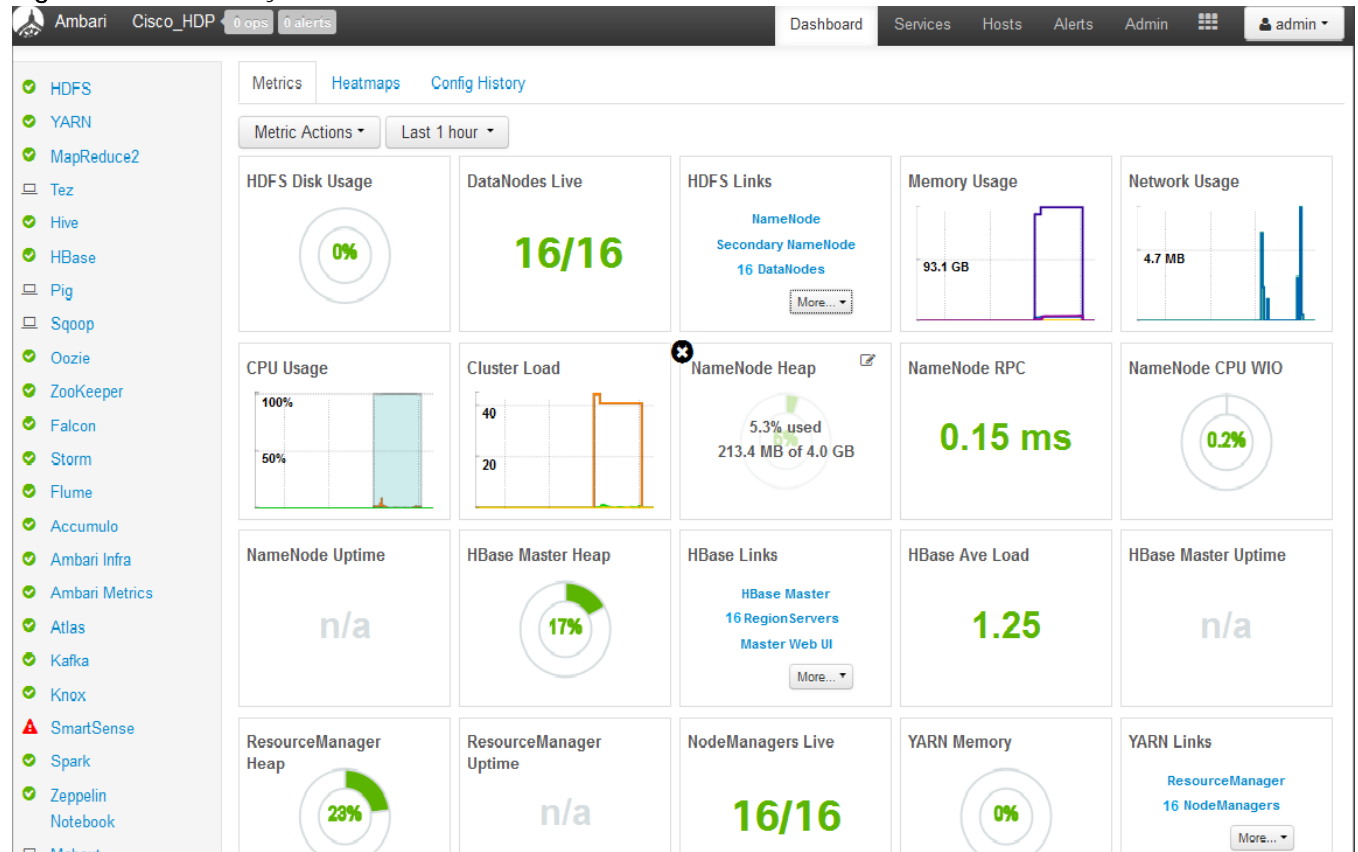 Ambari Cisco_HDP 0 ops 0 alerts Dashboard Services Hosts Alerts Admin admin
HDFS
YARN
MapReduce2
Tez
Hive
HBase
Pig
Sqoop
Oozie
ZooKeeper
Falcon
Storm
Flume
Accumulo
Ambari Infra
Ambari Metrics
Atlas
Kafka
Knox
SmartSense
Spark
Zeppelin
Notebook
Metrics Heatmaps Config History
Metric Actions Last 1 hour
HDFS Disk Usage
0%
DataNodes Live
16/16
HDFS Links
NameNode
Secondary NameNode
16 DataNodes
More...
Memory Usage
93.1 GB
Network Usage
4.7 MB
CPU Usage
100%
50%
Cluster Load
40
20
NameNode Heap
5.3% used
213.4 MB of 4.0 GB
NameNode RPC
0.15 ms
NameNode CPU WIO
0.2%
NameNode Uptime
n/a
HBase Master Heap
17%
HBase Links
HBase Master
16 RegionServers
Master Web UI
More...
HBase Ave Load
1.25
HBase Master Uptime
n/a
ResourceManager
Heap
23%
ResourceManager
Uptime
n/a
NodeManagers Live
16/16
YARN Memory
0%
YARN Links
ResourceManager
16 NodeManagers
More...